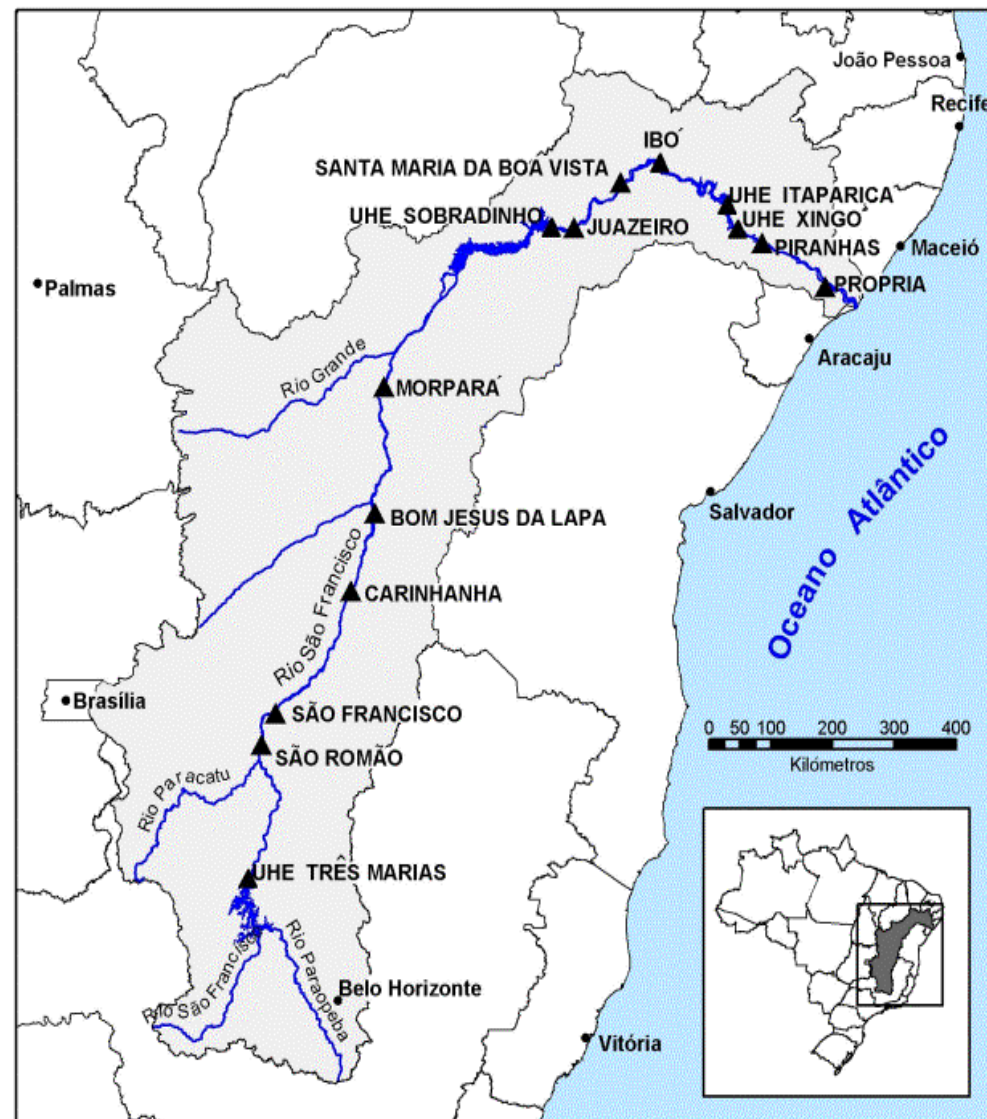 João Pessoa
Recife
IBÓ
SANTA MARIA DA BOA VISTA
UHE ITAPARICA
UHE SOBRADINHO
JUAZEIRO
UHE XINGÓ
PIRANHAS
Maceió
Palmas
PROPRIA
Aracaju
Rio Grande
MORPARÁ
Salvador
BOM JESUS DA LAPA
Oceano Atlântico
CARINHANHA
Rio São Francisco
Brasília
SÃO FRANCISCO
SÃO ROMÃO
0 50 100 200 300 400
Kilómetros
Rio Paracatu
UHE TRÊS MARIAS
Rio São Francisco
Rio Paraopeba
Belo Horizonte
Vitória